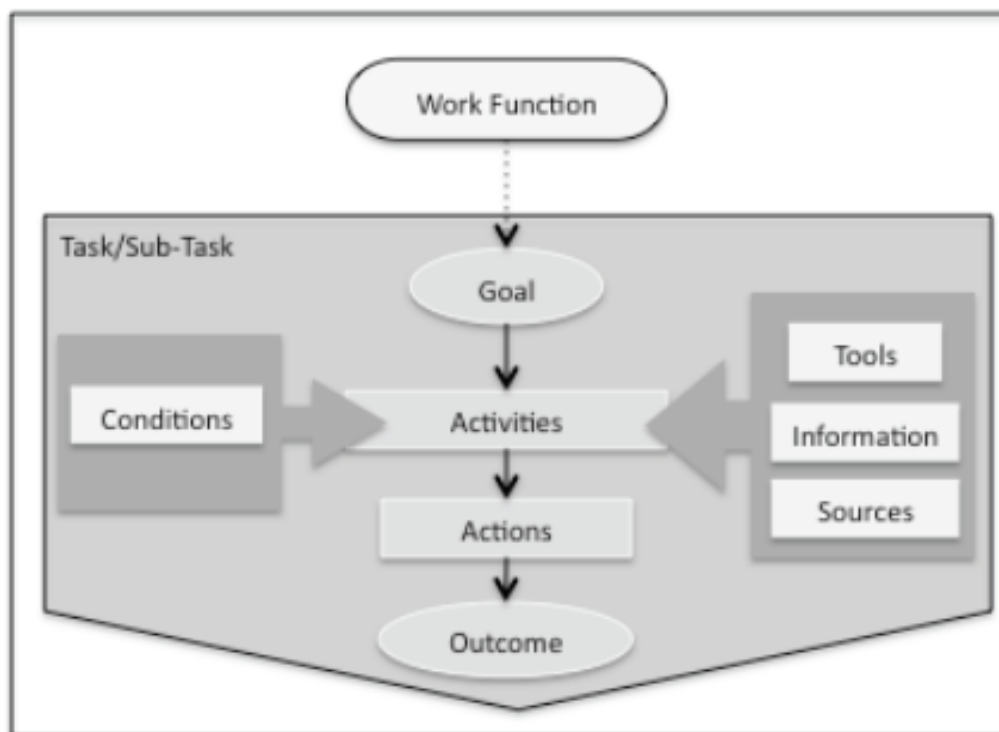 Work Function
Task/Sub-Task
Goal
Tools
Conditions
Activities
Information
Sources
Actions
Outcome